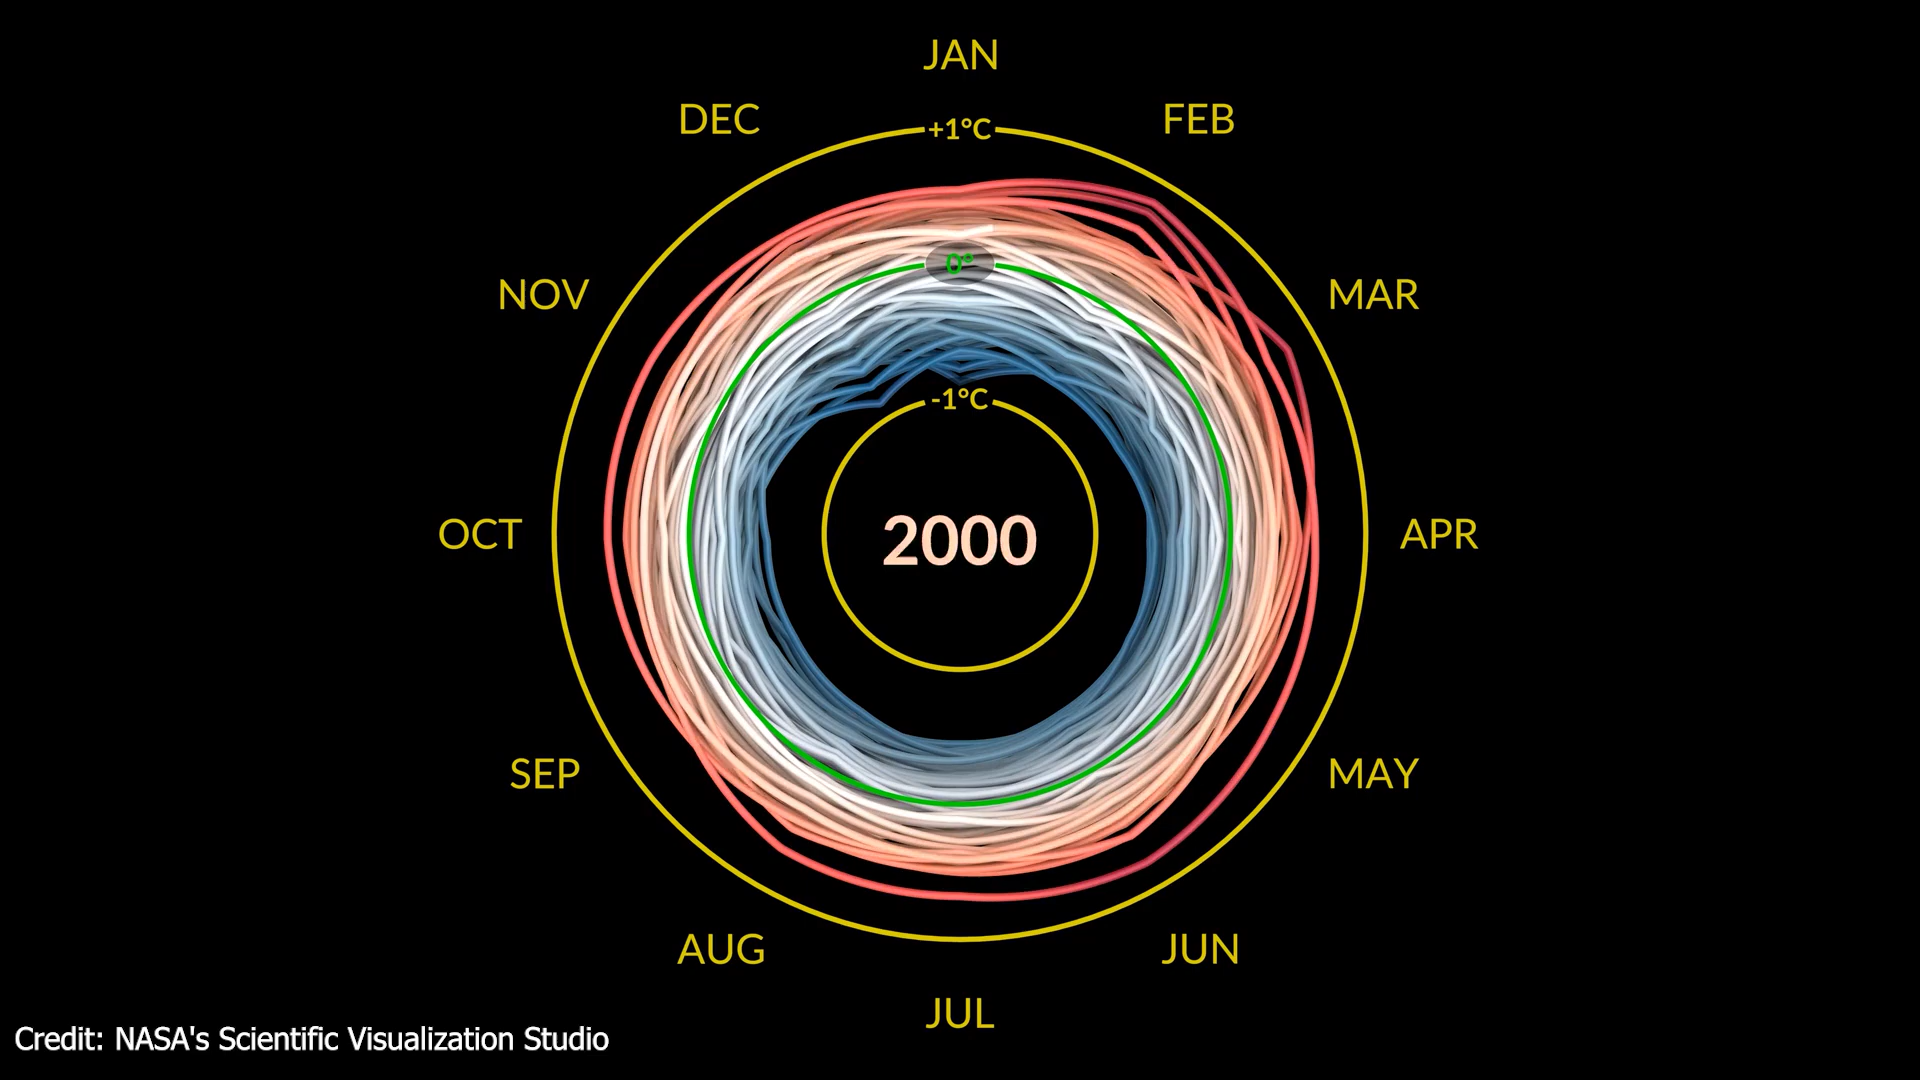 JAN
DEC
FEB
+1°C
0°
NOV
MAR
-1°C
2000
OCT
APR
SEP
MAY
AUG
JUN
JUL
Credit: NASA's Scientific Visualization Studio